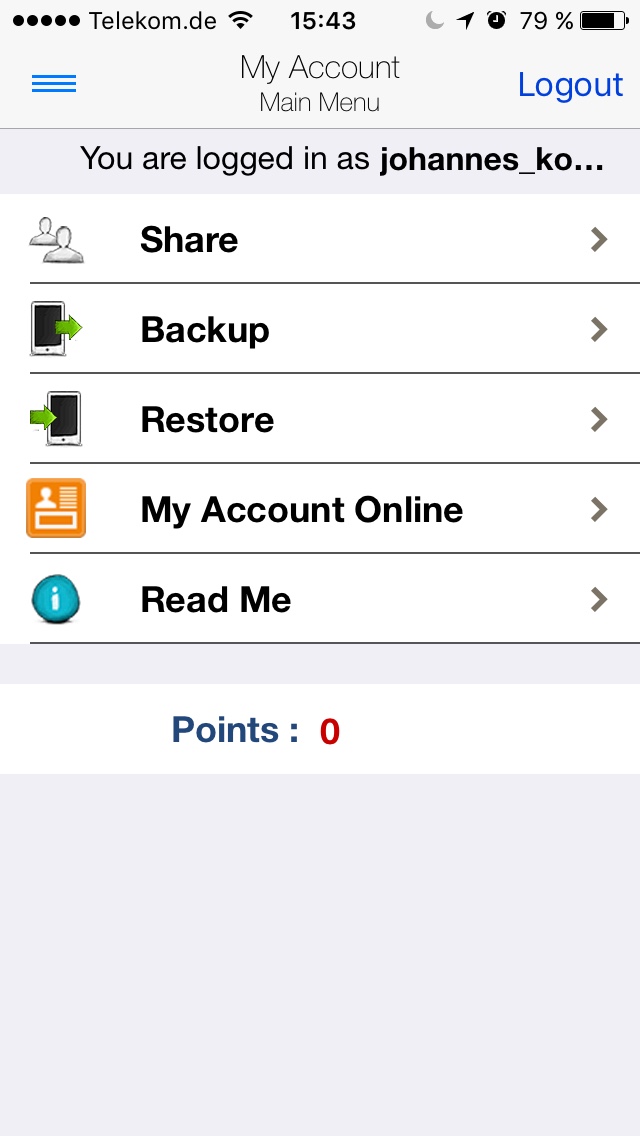 Telekom.de 15:43 79 %
My Account
Main Menu
Logout
You are logged in as johannes_ko...
Share
Backup
Restore
My Account Online
i
Read Me
Points : 0